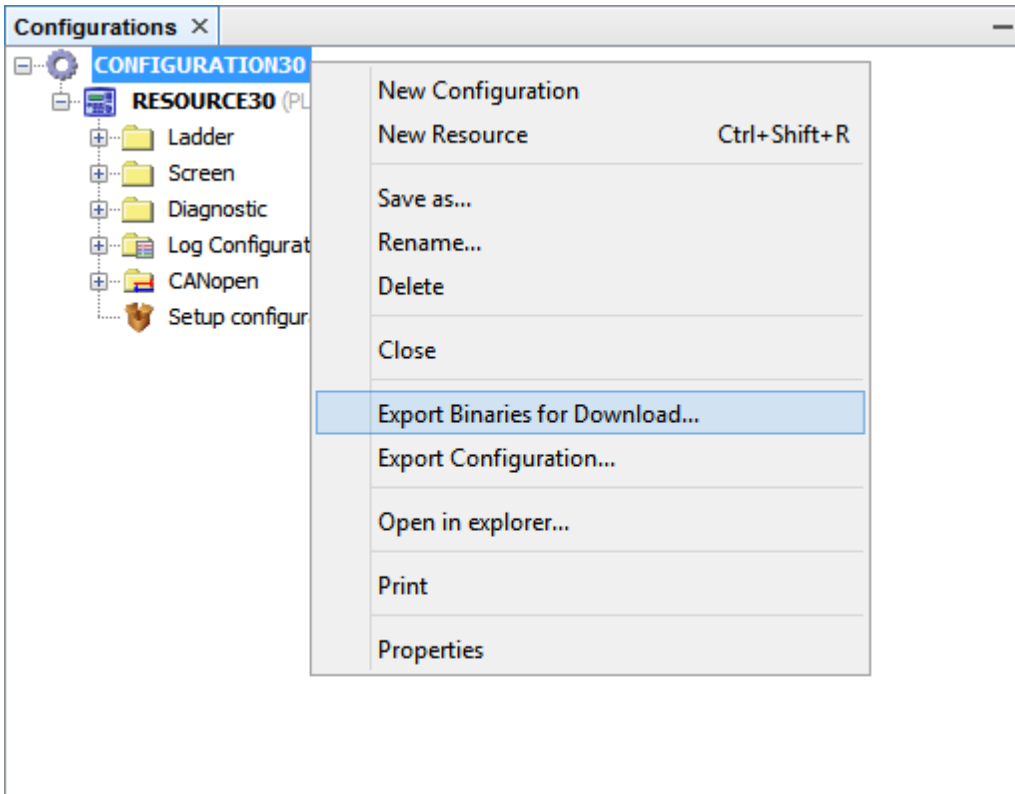 Configurations
CONFIGURATION30
RESOURCE30 (PL
Ladder
Screen
Diagnostic
Log Configurat
CANopen
Setup configur
New Configuration
New Resource Ctrl+Shift+R
Save as...
Rename...
Delete
Close
Export Binaries for Download...
Export Configuration...
Open in explorer...
Print
Properties